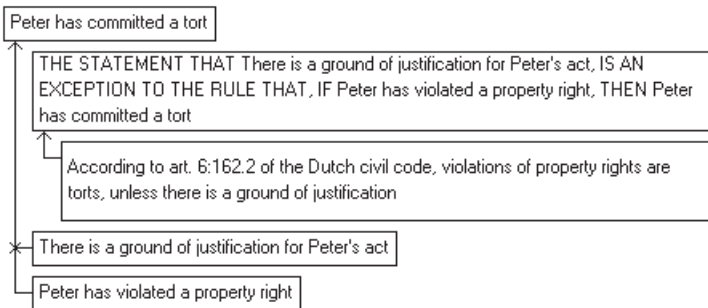 Peter has committed a tort
THE STATEMENT THAT There is a ground of justification for Peter's act, IS AN
EXCEPTION TO THE RULE THAT, IF Peter has violated a property right, THEN Peter
has committed a tort
According to art. 6:162.2 of the Dutch civil code, violations of property rights are
torts, unless there is a ground of justification
There is a ground of justification for Peter's act
Peter has violated a property right